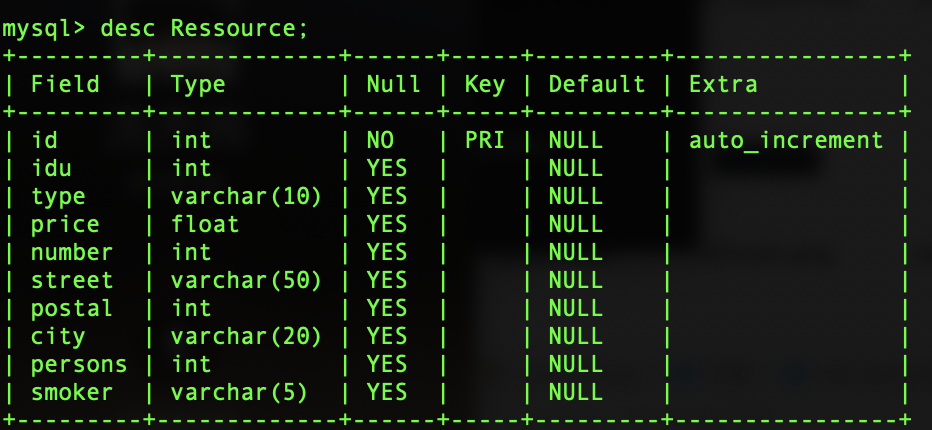 mysql> desc Ressource;
+---------+-------------+------+-----+---------+----------------+
| Field   | Type        | Null | Key | Default | Extra          |
+---------+-------------+------+-----+---------+----------------+
| id      | int         | NO   | PRI | NULL    | auto_increment |
| idu     | int         | YES  |     | NULL    |                |
| type    | varchar(10) | YES  |     | NULL    |                |
| price   | float       | YES  |     | NULL    |                |
| number  | int         | YES  |     | NULL    |                |
| street  | varchar(50) | YES  |     | NULL    |                |
| postal  | int         | YES  |     | NULL    |                |
| city    | varchar(20) | YES  |     | NULL    |                |
| persons | int         | YES  |     | NULL    |                |
| smoker  | varchar(5)  | YES  |     | NULL    |                |
+---------+-------------+------+-----+---------+----------------+